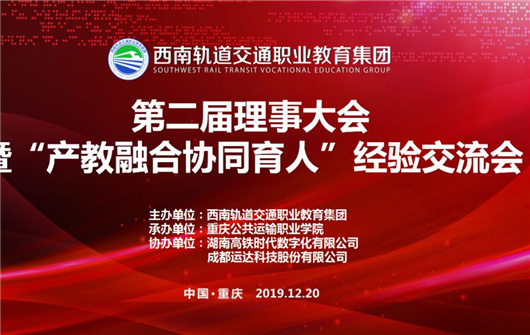 西南轨道交通职业教育集团
SOUTHWEST RAIL TRANSIT VOCATIONAL EDUCATION GROUP
第二届理事大会
暨“产教融合协同育人”经验交流会
主办单位：西南轨道交通职业教育集团
承办单位：重庆公共运输职业学院
协办单位：湖南高铁时代数字化有限公司
成都运达科技股份有限公司
中国·重庆 2019.12.20